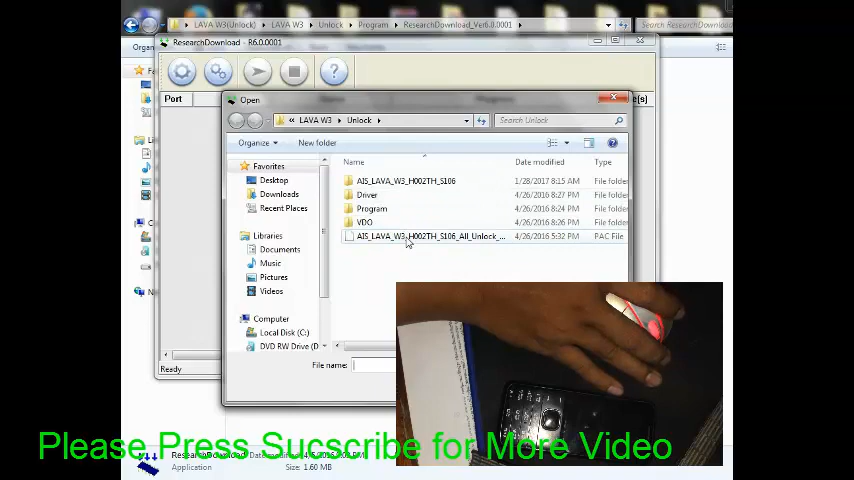 LAVA W3(Unlock) LAVA W3 Unlock Program ResearchDownload_Ver6.0.0001
ResearchDownload - R6.0.0001
Port
Open
LAVA W3 Unlock
Search Unlock
Organize New folder
Name Date modified Type
Favorites
Desktop
Downloads
Recent Places
Libraries
Documents
Music
Pictures
Videos
Computer
Local Disk (C:)
DVD RW Drive (D
AIS_LAVA_W3_H002TH_S106 1/28/2017 8:15 AM File folder
Driver 4/26/2016 8:27 PM File folder
Program 4/26/2016 8:24 PM File folder
VDO 4/26/2016 8:26 PM File folder
AIS_LAVA_W3_H002TH_S106_All_Unlock_... 4/26/2016 5:32 PM PAC File
File name:
Ready
Please Press Sucscribe for More Video
Application
Size: 1.60 MB